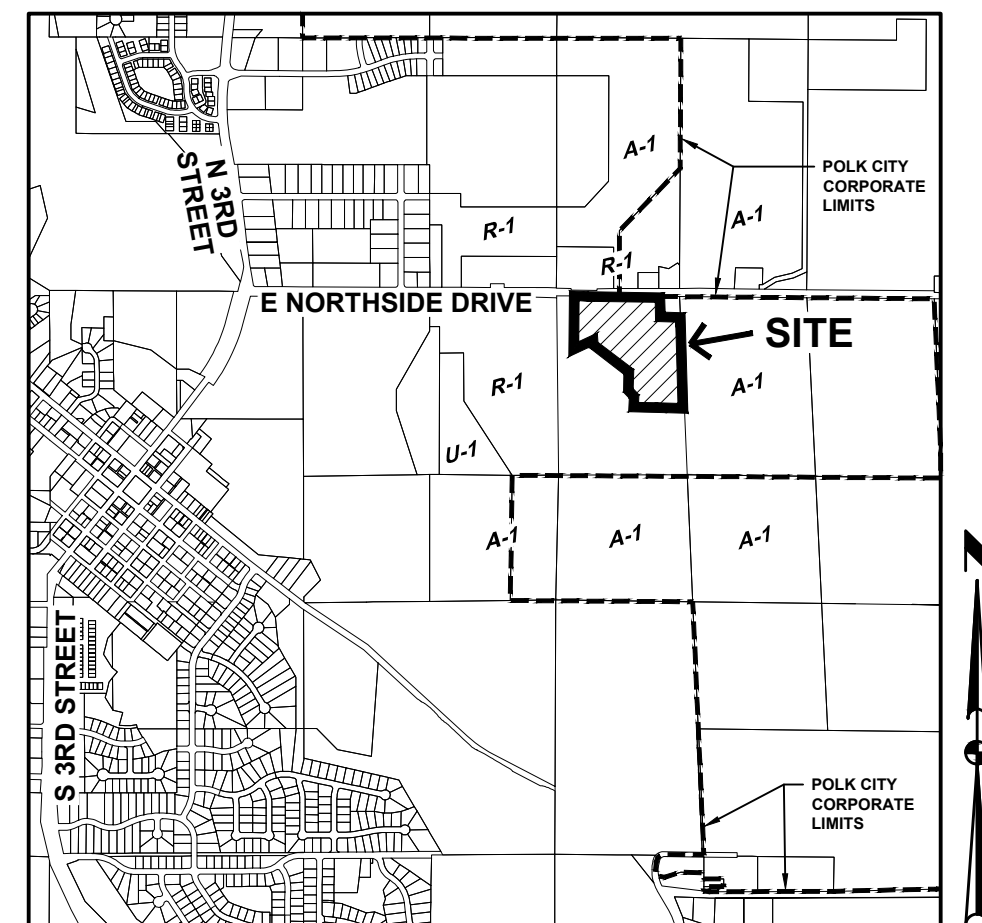 A-1
POLK CITY
CORPORATE
LIMITS
N 3RD
STREET
A-1
R-1
R-1
E NORTHSIDE DRIVE
SITE
R-1
A-1
U-1
A-1
A-1
A-1
N
S 3RD STREET
POLK CITY
CORPORATE
LIMITS